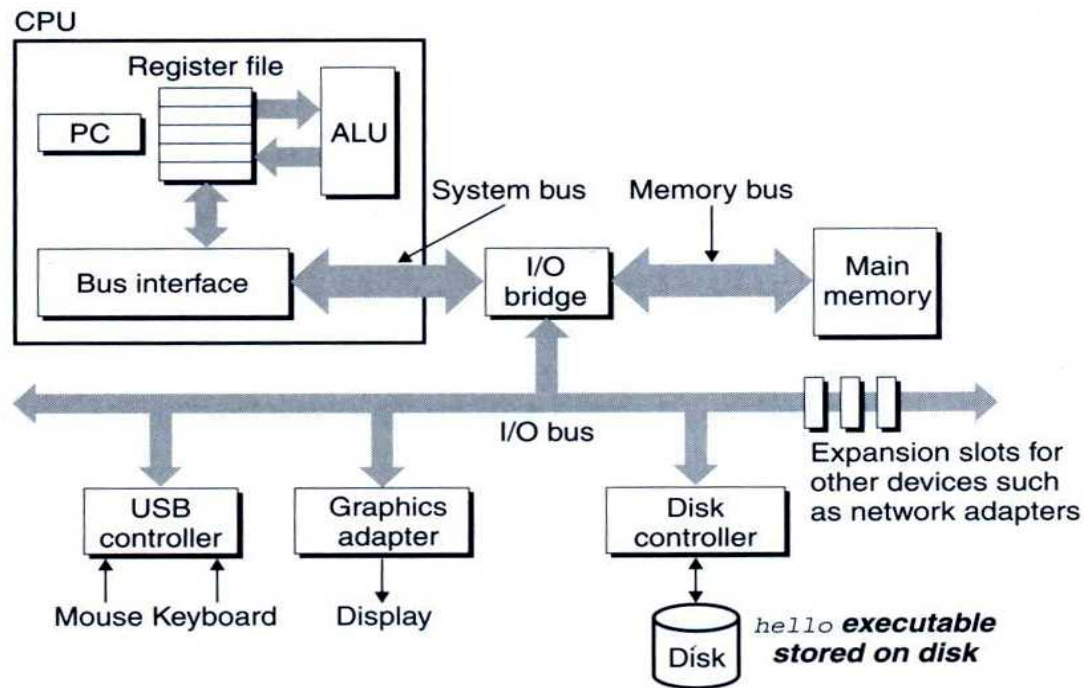 CPU
Register file
PC
ALU
System bus
Memory bus
Bus interface
I/O
bridge
Main
memory
I/O bus
Expansion slots for
other devices such
as network adapters
USB
controller
Graphics
adapter
Disk
controller
Mouse Keyboard
Display
Disk
hello executable
stored on disk